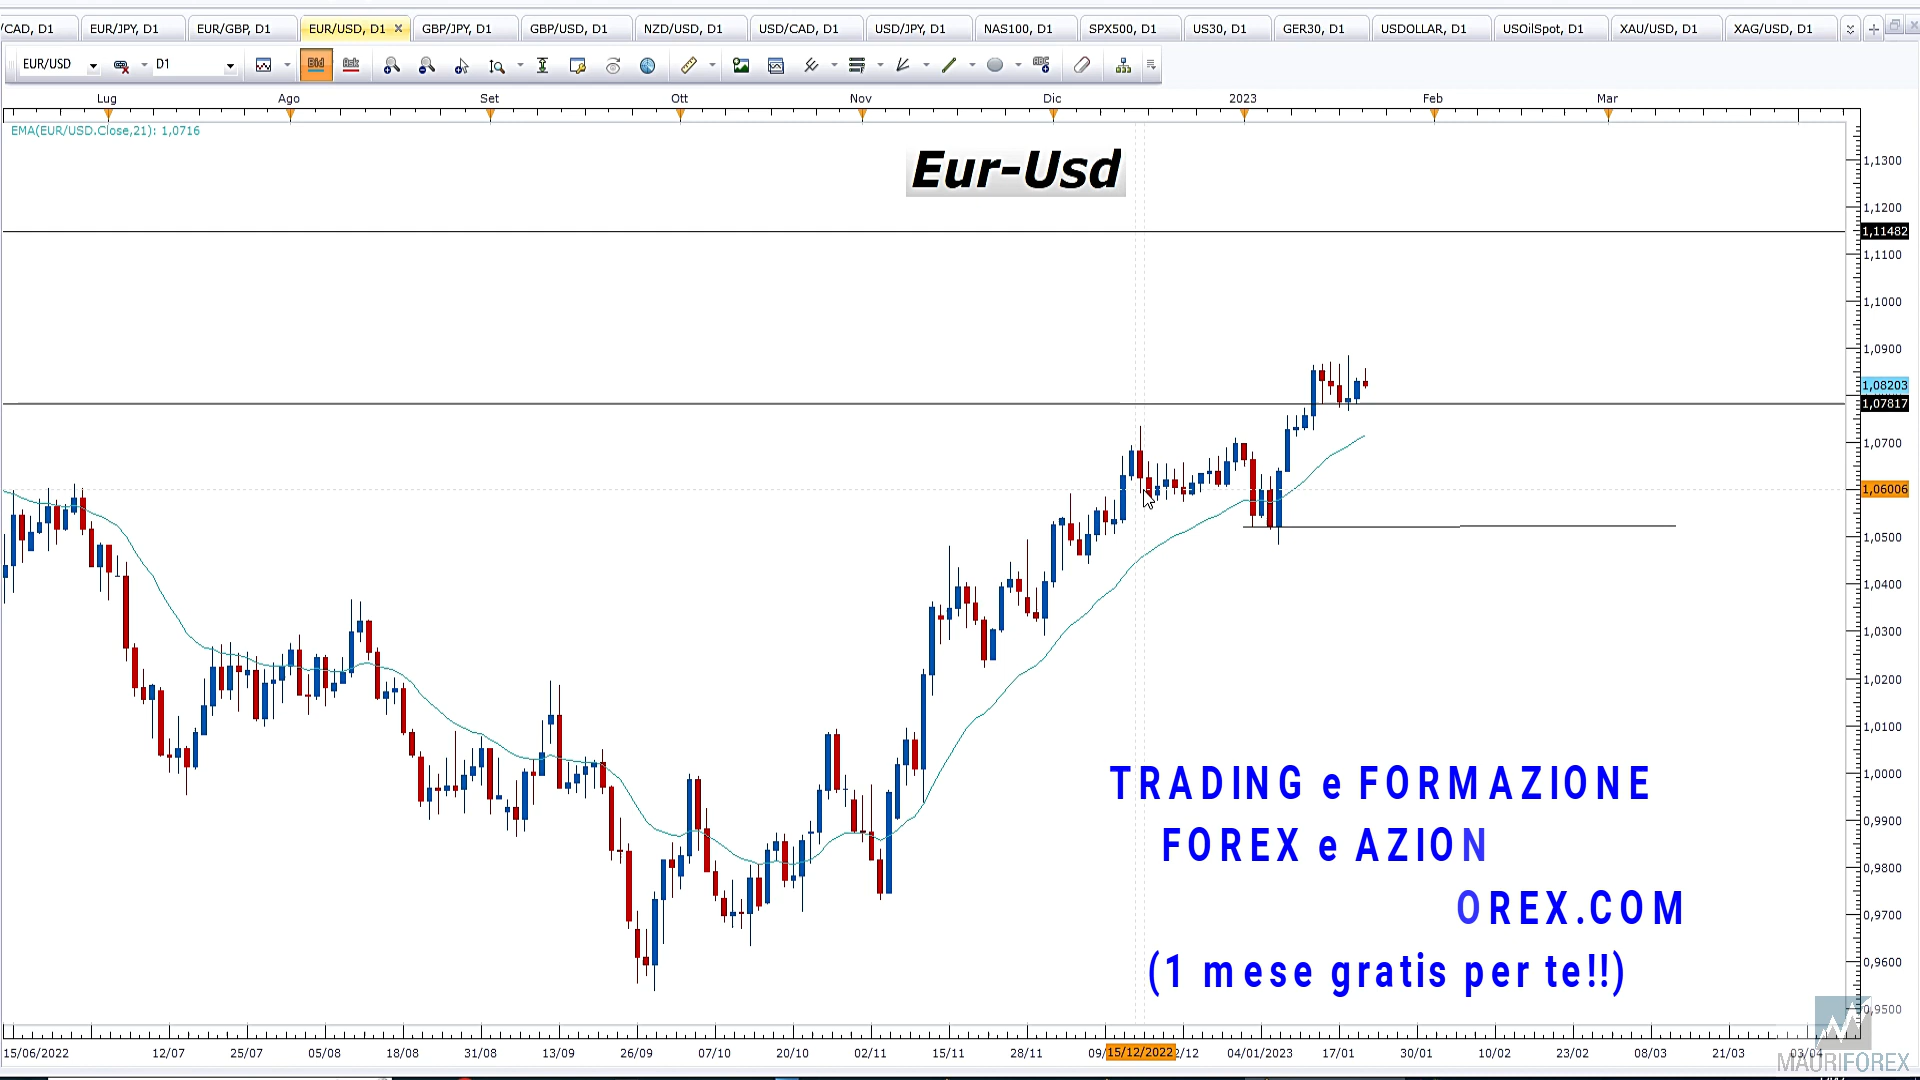 /CAD, D1 EUR/JPY, D1 EUR/GBP, D1 EUR/USD, D1 GBP/JPY, D1 GBP/USD, D1 NZD/USD, D1 USD/CAD, D1 USD/JPY, D1 NAS100, D1 SPX500, D1 US30, D1 GER30, D1 USDOLLAR, D1 USOilSpot, D1 XAU/USD, D1 XAG/USD, D1
EUR/USD D1 Bid Ask
Lug Ago Set Ott Nov Dic 2023 Feb Mar
EMA(EUR/USD.Close,21): 1,0716
Eur-Usd
1,1300
1,1200
1,11482
1,1100
1,1000
1,0900
1,08203
1,07817
1,0700
1,06006
1,0500
1,0400
1,0300
1,0200
1,0100
1,0000
0,9900
0,9800
0,9700
0,9600
0,9500
TRADING e FORMAZIONE
FOREX e AZION
OREX.COM
(1 mese gratis per te!!)
15/06/2022 12/07 25/07 05/08 18/08 31/08 13/09 26/09 07/10 20/10 02/11 15/11 28/11 09/ 15/12/2022 /12 04/01/2023 17/01 30/01 10/02 23/02 08/03 21/03 03/04
MAURIFOREX